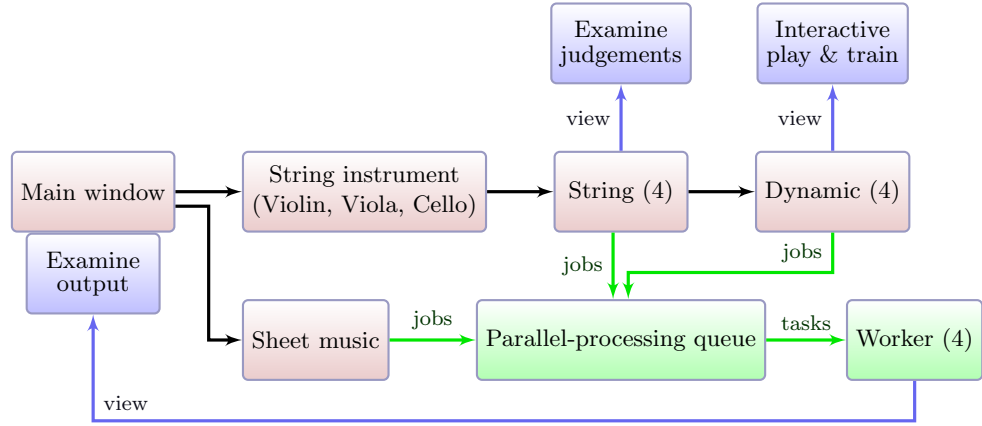 Examine
judgements
Interactive
play & train
view
view
Main window
String instrument
(Violin, Viola, Cello)
String (4)
Dynamic (4)
Examine
output
jobs
jobs
Sheet music
jobs
Parallel-processing queue
tasks
Worker (4)
view